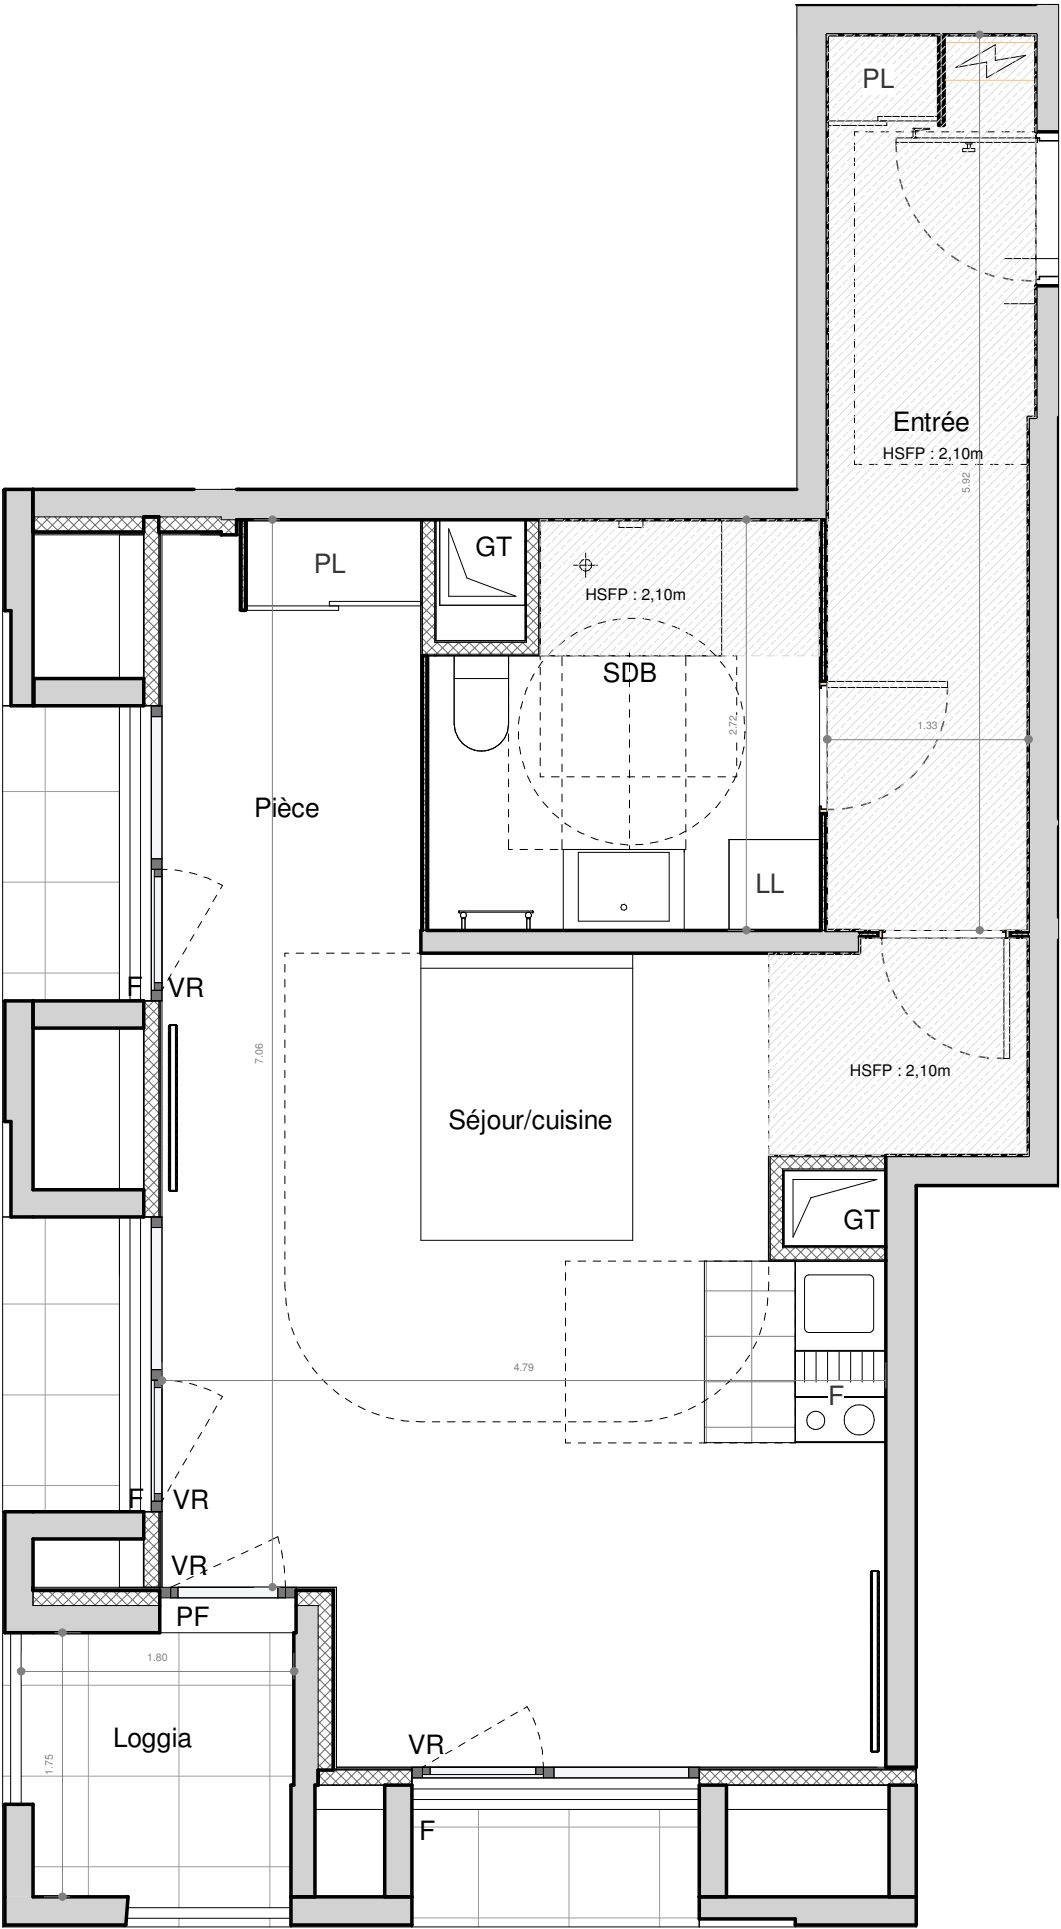 PL
Entrée
HSFP : 2,10m
5.92
PL
GT
HSFP : 2,10m
SDB
2.72
1.33
Pièce
LL
F
VR
7.06
HSFP : 2,10m
Séjour/cuisine
GT
4.79
F
F
VR
VR
PF
1.80
Loggia
1.75
VR
F